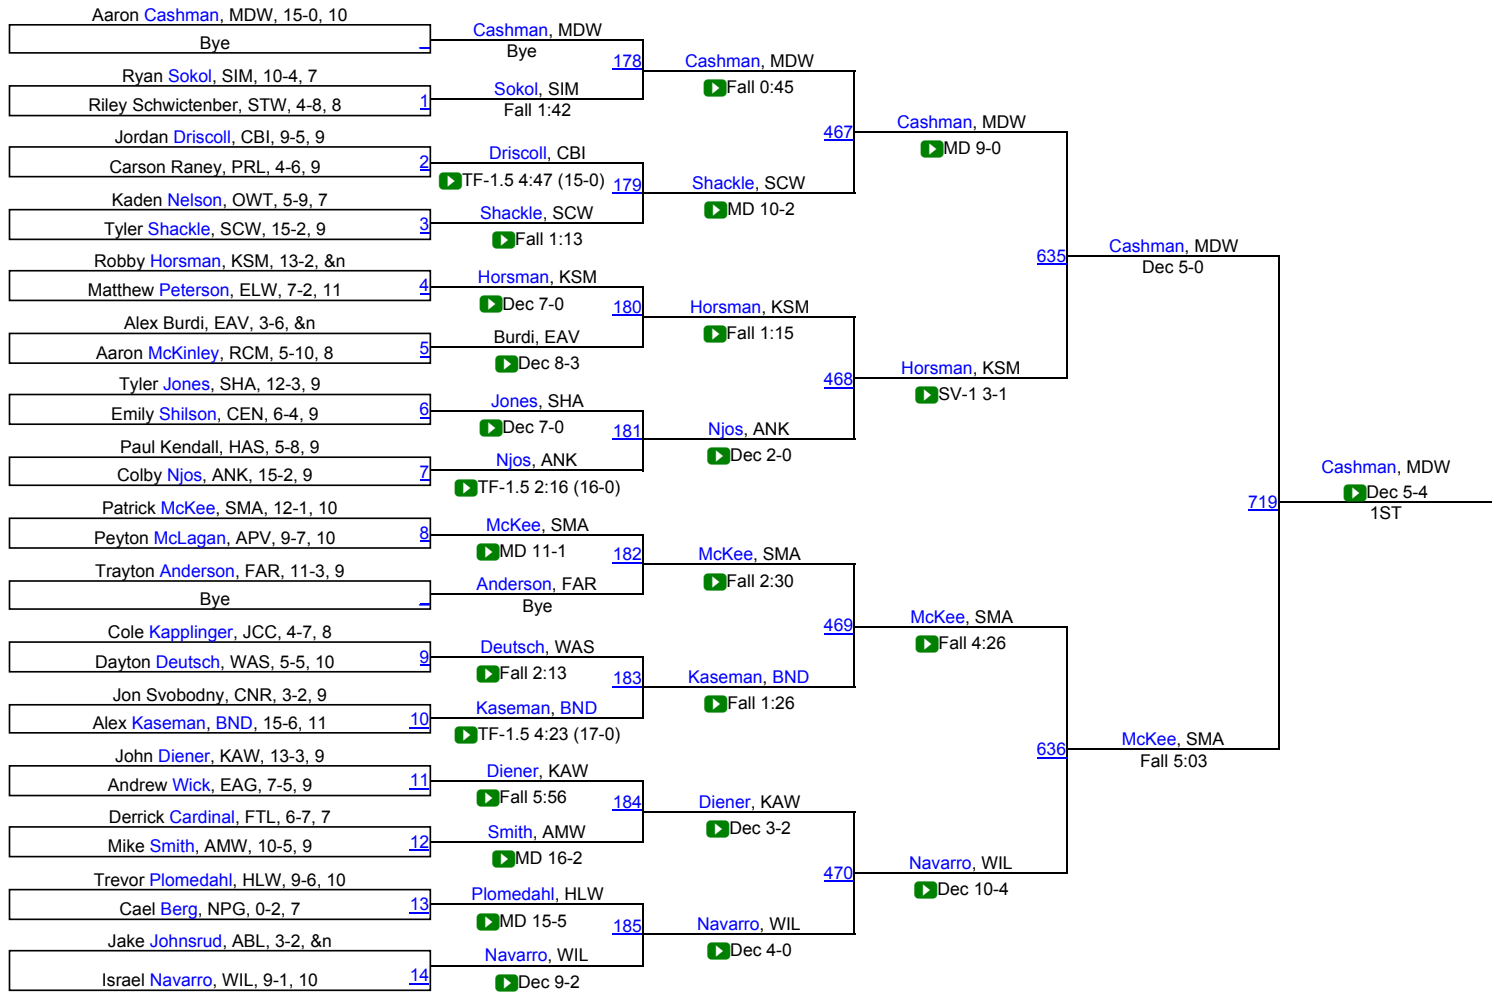 Aaron Cashman, MDW, 15-0, 10
Bye
Ryan Sokol, SIM, 10-4, 7
Riley Schwictenber, STW, 4-8, 8
1
Jordan Driscoll, CBI, 9-5, 9
Carson Raney, PRL, 4-6, 9
2
Kaden Nelson, OWT, 5-9, 7
Tyler Shackle, SCW, 15-2, 9
3
Robby Horsman, KSM, 13-2, &n
Matthew Peterson, ELW, 7-2, 11
4
Alex Burdi, EAV, 3-6, &n
Aaron McKinley, RCM, 5-10, 8
5
Tyler Jones, SHA, 12-3, 9
Emily Shilson, CEN, 6-4, 9
6
Paul Kendall, HAS, 5-8, 9
Colby Njos, ANK, 15-2, 9
7
Patrick McKee, SMA, 12-1, 10
Peyton McLagan, APV, 9-7, 10
8
Trayton Anderson, FAR, 11-3, 9
Bye
Cole Kapplinger, JCC, 4-7, 8
Dayton Deutsch, WAS, 5-5, 10
9
Jon Svobodny, CNR, 3-2, 9
Alex Kaseman, BND, 15-6, 11
10
John Diener, KAW, 13-3, 9
Andrew Wick, EAG, 7-5, 9
11
Derrick Cardinal, FTL, 6-7, 7
Mike Smith, AMW, 10-5, 9
12
Trevor Plomedahl, HLW, 9-6, 10
Cael Berg, NPG, 0-2, 7
13
Jake Johnsrud, ABL, 3-2, &n
Israel Navarro, WIL, 9-1, 10
14
Cashman, MDW
Bye
178
Sokol, SIM
Fall 1:42
Driscoll, CBI
TF-1.5 4:47 (15-0)
179
Shackle, SCW
Fall 1:13
Horsman, KSM
Dec 7-0
180
Burdi, EAV
Dec 8-3
Jones, SHA
Dec 7-0
181
Njos, ANK
TF-1.5 2:16 (16-0)
McKee, SMA
MD 11-1
182
Anderson, FAR
Bye
Deutsch, WAS
Fall 2:13
183
Kaseman, BND
TF-1.5 4:23 (17-0)
Diener, KAW
Fall 5:56
184
Smith, AMW
MD 16-2
Plomedahl, HLW
MD 15-5
185
Navarro, WIL
Dec 9-2
Cashman, MDW
Fall 0:45
467
Shackle, SCW
MD 10-2
Horsman, KSM
Fall 1:15
468
Njos, ANK
Dec 2-0
McKee, SMA
Fall 2:30
469
Kaseman, BND
Fall 1:26
Diener, KAW
Dec 3-2
470
Navarro, WIL
Dec 4-0
Cashman, MDW
MD 9-0
635
Horsman, KSM
SV-1 3-1
McKee, SMA
Fall 4:26
636
Navarro, WIL
Dec 10-4
Cashman, MDW
Dec 5-0
719
McKee, SMA
Fall 5:03
Cashman, MDW
Dec 5-4
1ST